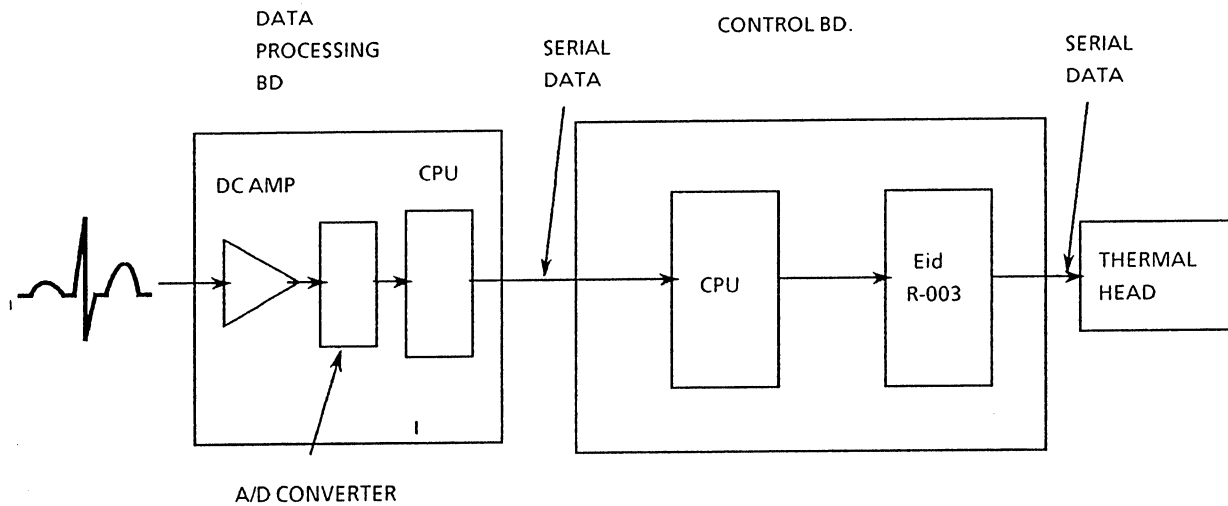 DATA
PROCESSING
BD
SERIAL
DATA
CONTROL BD.
SERIAL
DATA
DC AMP
CPU
CPU
Eid
R-003
THERMAL
HEAD
A/D CONVERTER